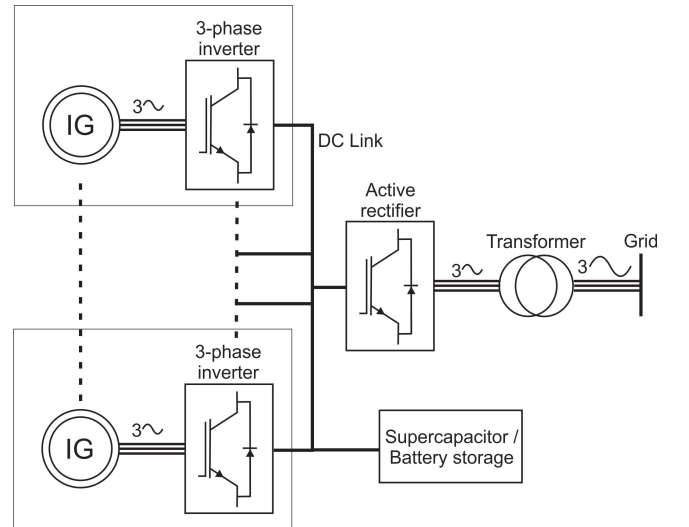 3-phase
inverter
IG
3
DC Link
Active
rectifier
3
Transformer
3
Grid
3-phase
inverter
IG
3
Supercapacitor /
Battery storage